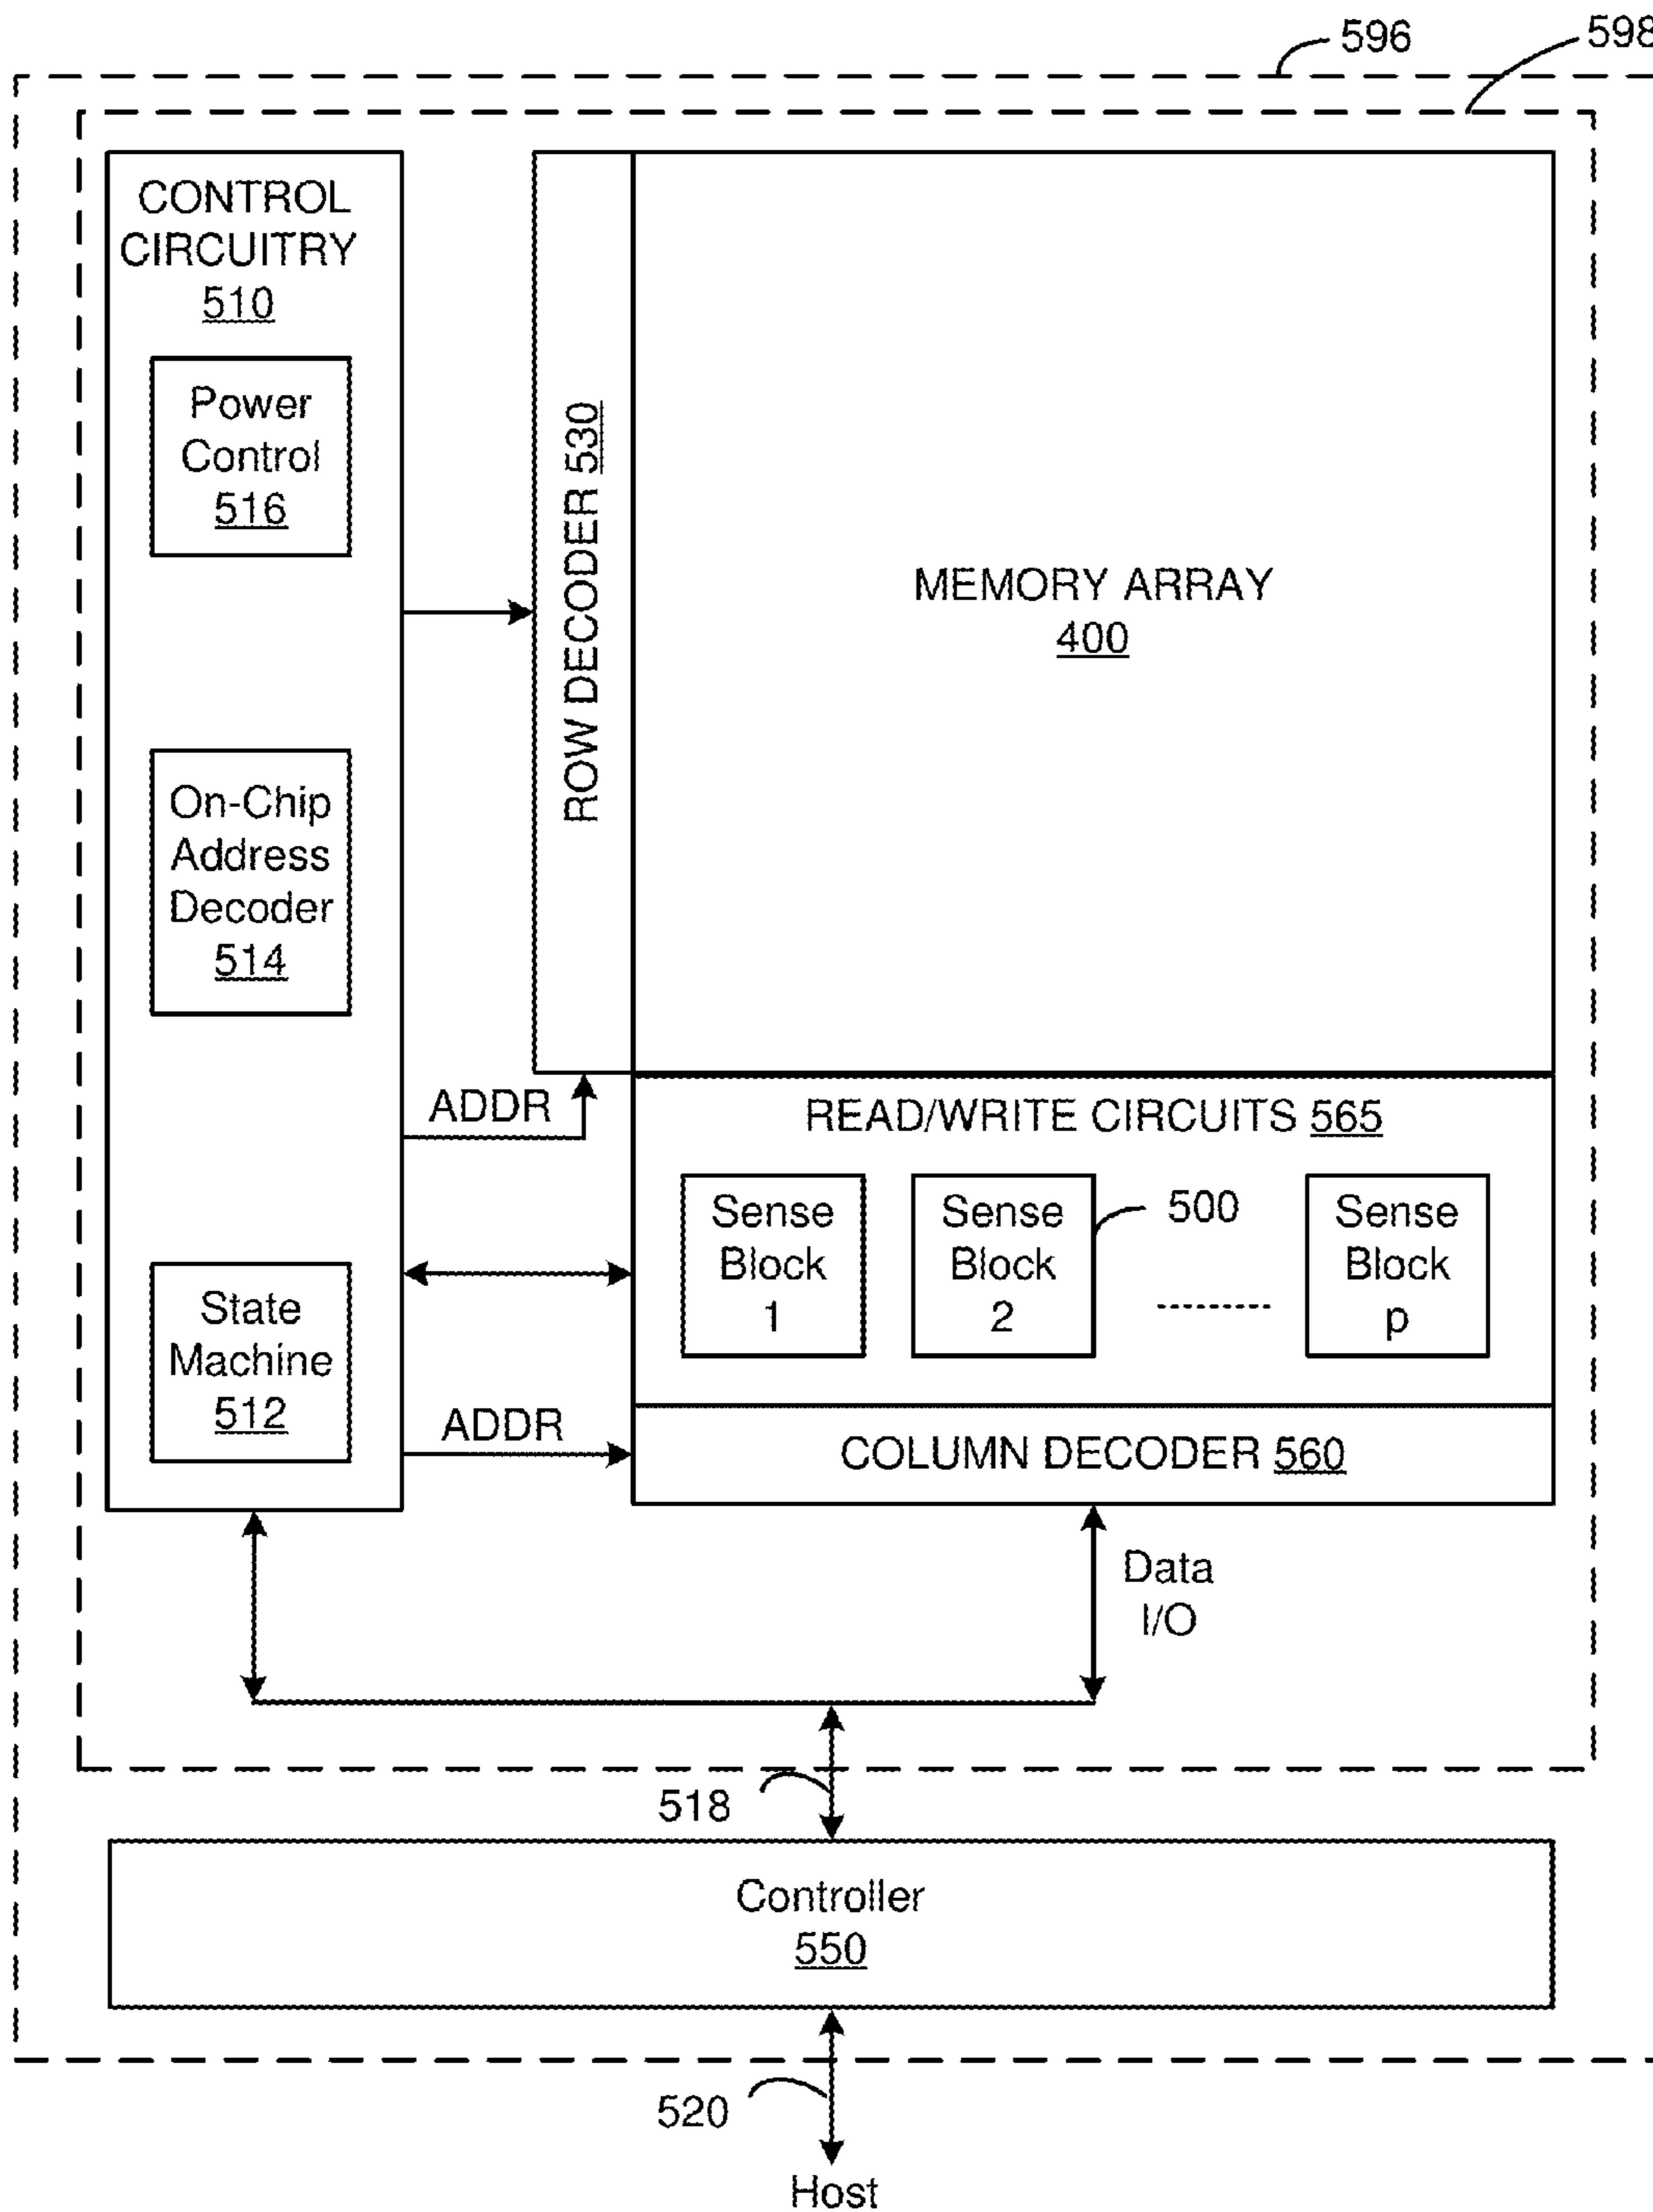 596
598
CONTROL
CIRCUITRY
510
Power
Control
516
On-Chip
Address
Decoder
514
State
Machine
512
ROW DECODER 530
MEMORY ARRAY
400
ADDR
READ/WRITE CIRCUITS 565
Sense
Block
1
Sense
Block
2
500
..........
Sense
Block
p
ADDR
COLUMN DECODER 560
Data
I/O
518
Controller
550
520
Host